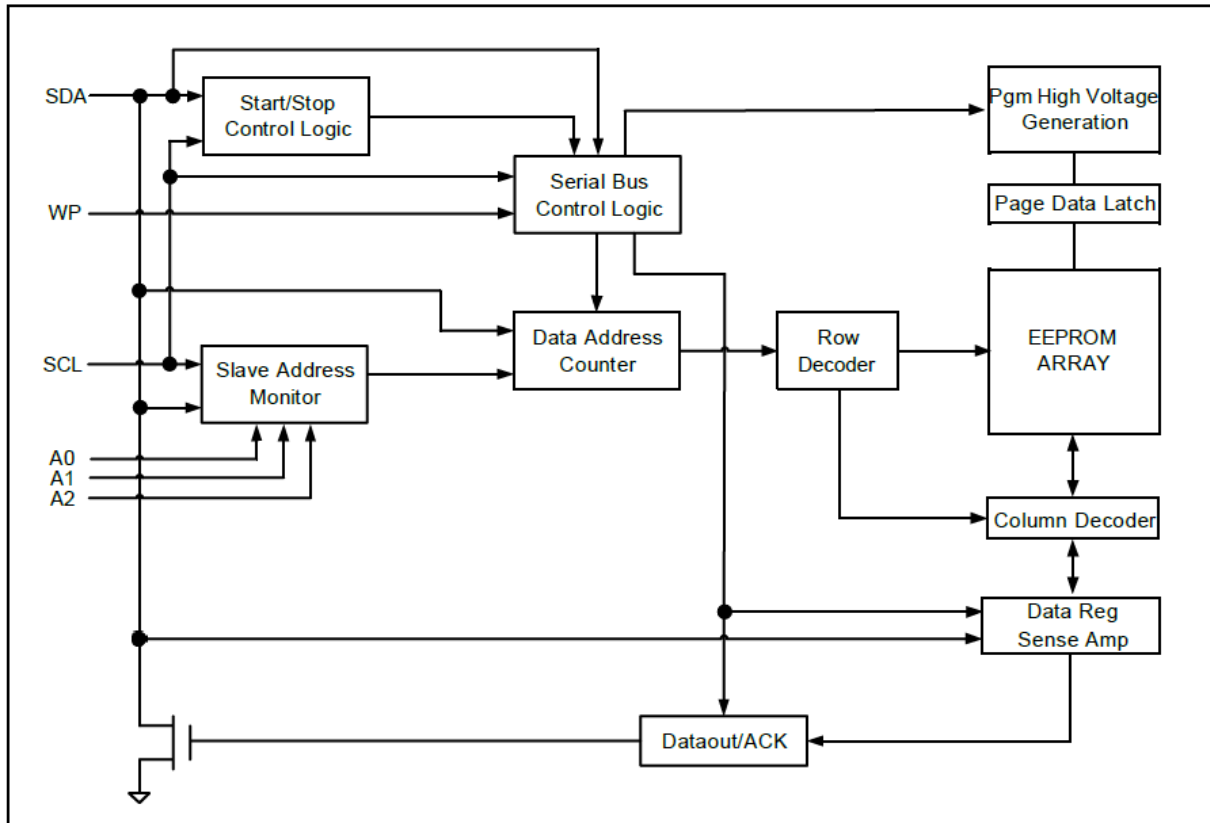 SDA
Start/Stop
Control Logic
Pgm High Voltage
Generation
Serial Bus
Control Logic
WP
Page Data Latch
SCL
Slave Address
Monitor
Data Address
Counter
Row
Decoder
EEPROM
ARRAY
A0
A1
A2
Column Decoder
Data Reg
Sense Amp
Dataout/ACK